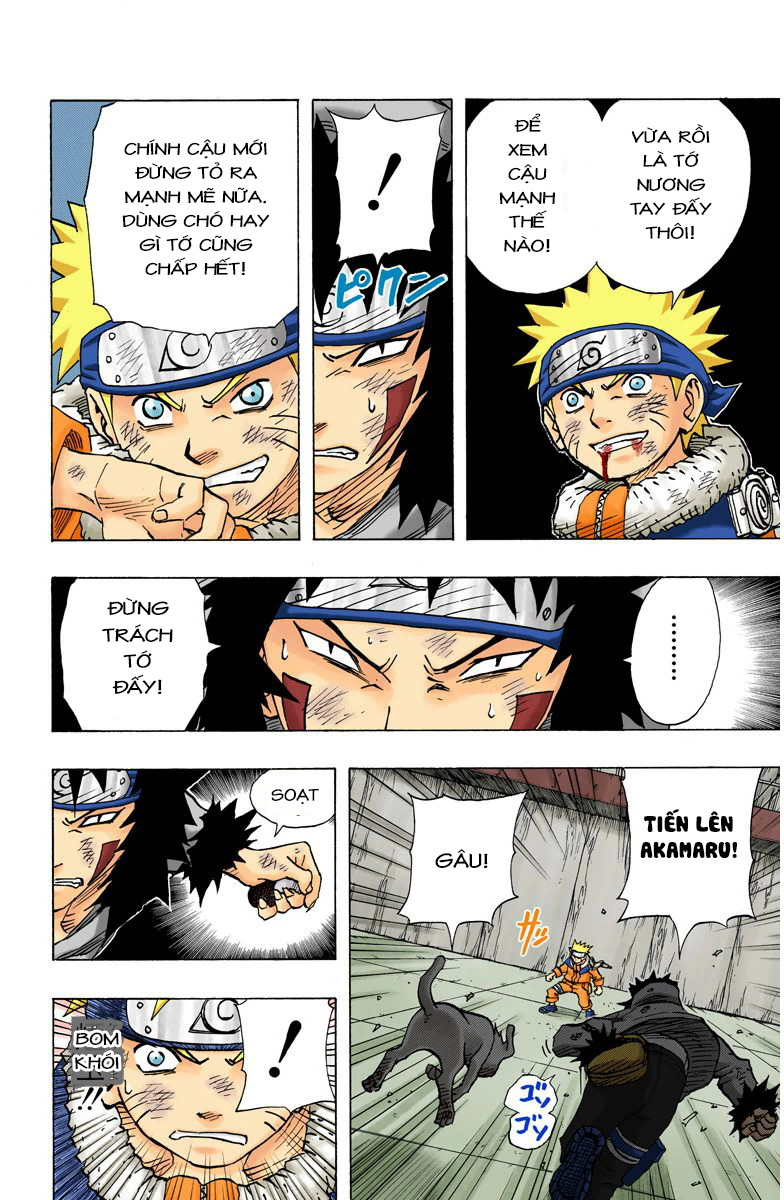 VỪA RỒI
LÀ TỚ
NƯƠNG
TAY ĐẤY
THÔI!
ĐỂ
XEM
CẬU
MẠNH
THẾ
NÀO!
!
ピクン
CHÍNH CẬU MỚI
ĐỪNG TỎ RA
MẠNH MẼ NỮA.
DÙNG CHÓ HAY
GÌ TỚ CŨNG
CHẤP HẾT!
.........
ĐỪNG
TRÁCH
TỚ
ĐẤY!
TIẾN LÊN
AKAMARU!
GÂU!
ザッ
ゴソ
ゴソ
SOẠT
!
BOM
KHÓI
!!!